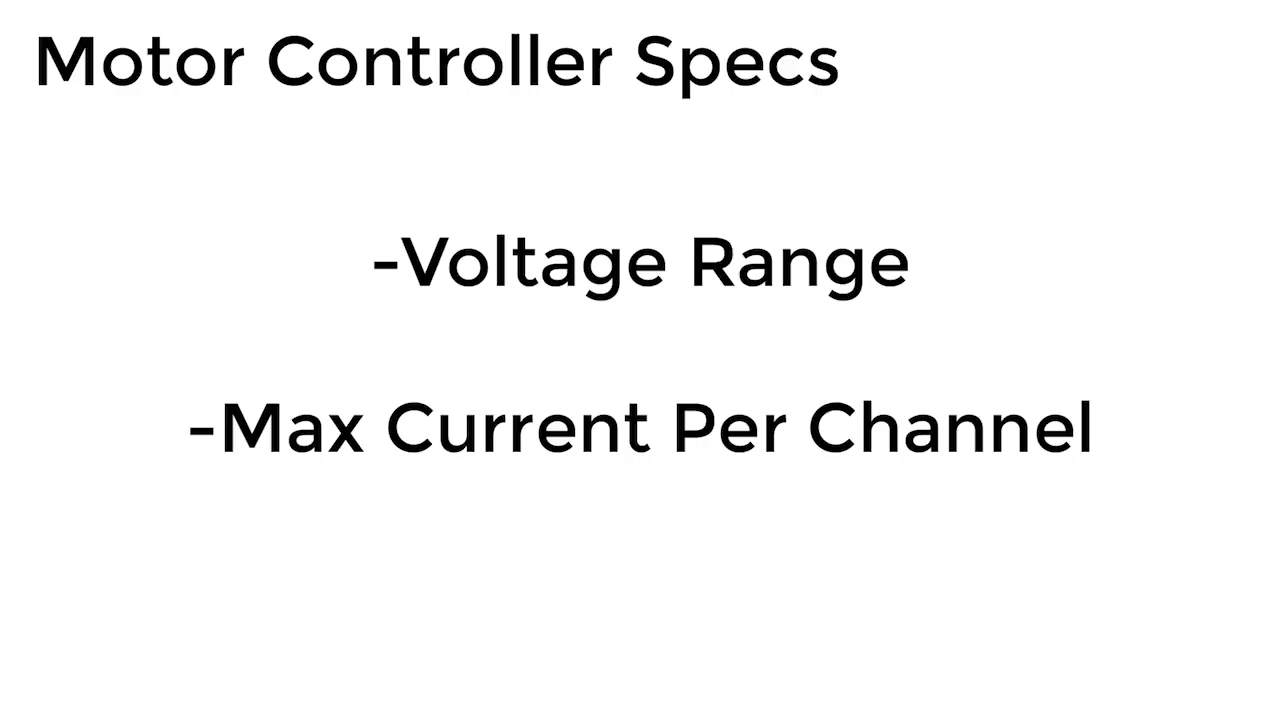 Motor Controller Specs
-Voltage Range
-Max Current Per Channel